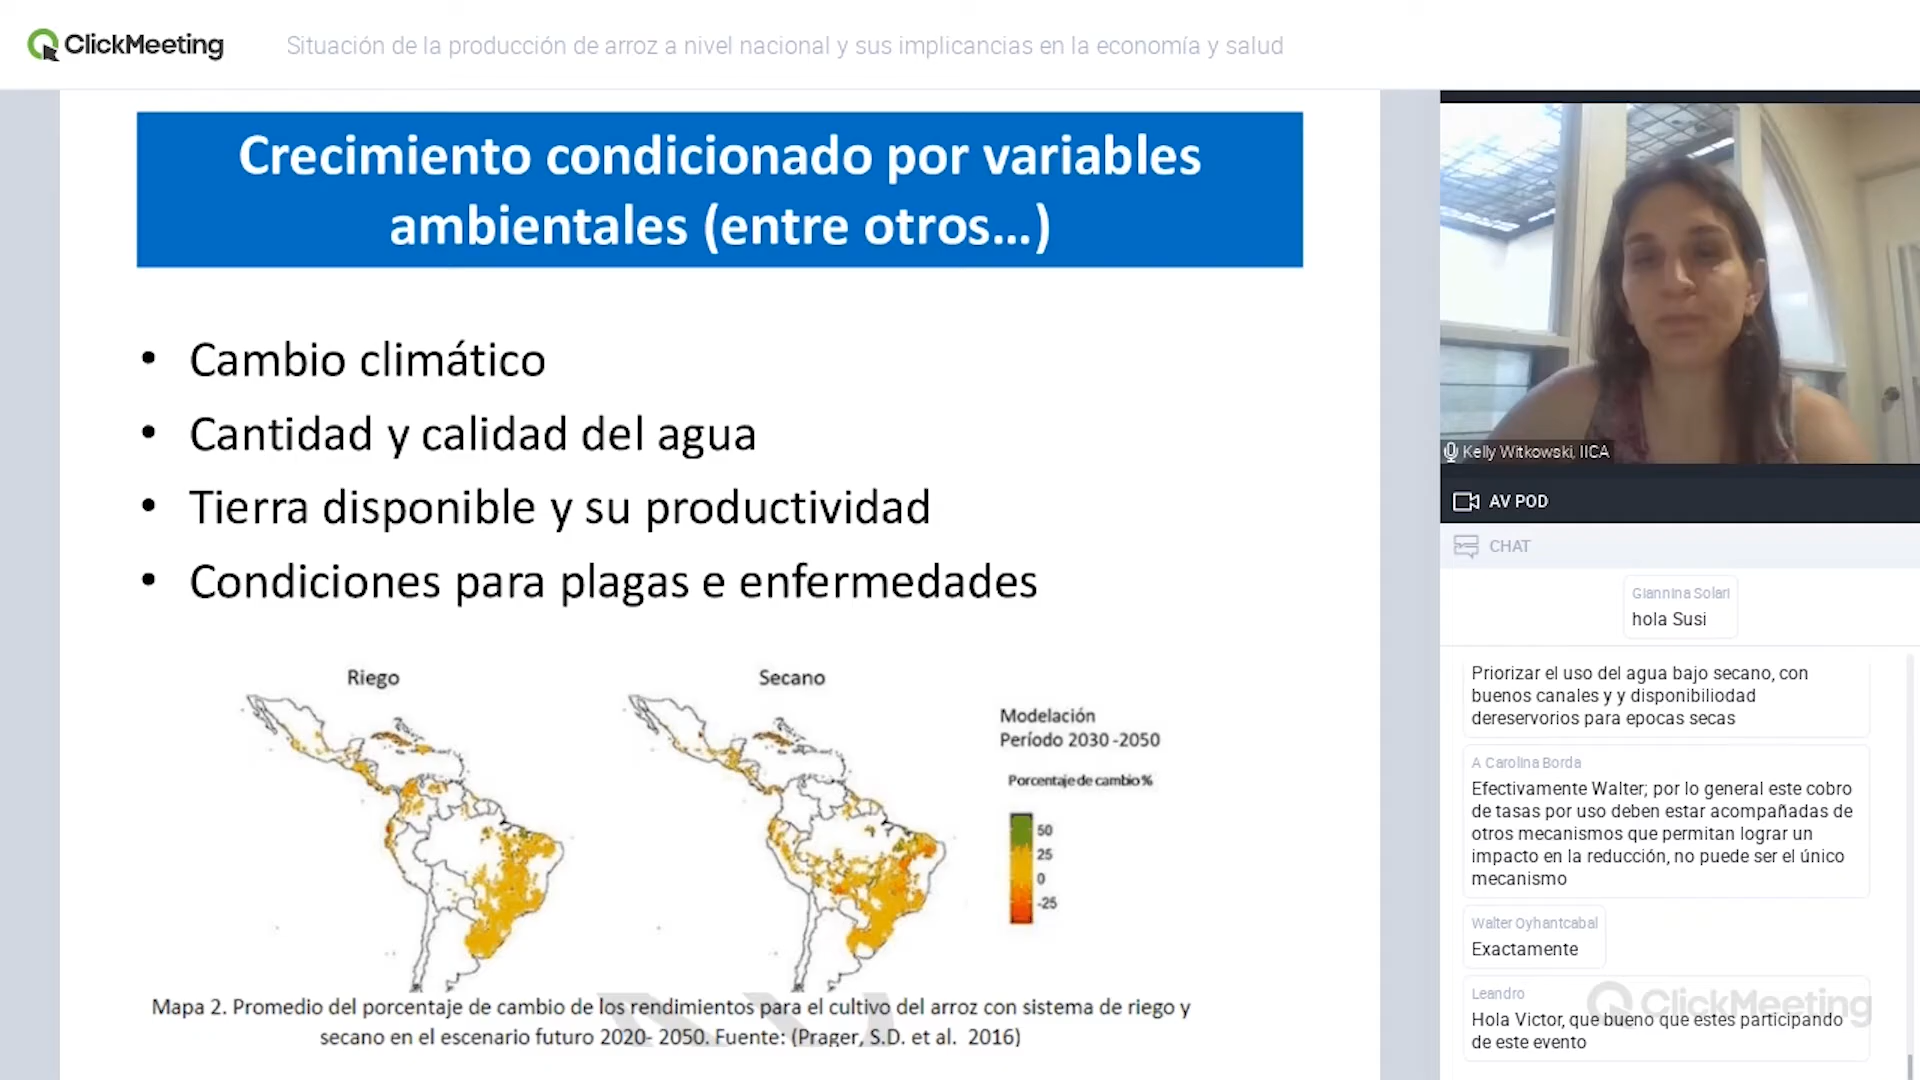 ClickMeeting
Situación de la producción de arroz a nivel nacional y sus implicancias en la economía y salud
Crecimiento condicionado por variables
ambientales (entre otros...)
• Cambio climático
• Cantidad y calidad del agua
• Tierra disponible y su productividad
• Condiciones para plagas e enfermedades
Riego
Secano
Modelación
Período 2030 -2050
Porcentaje de cambio %
50
25
0
-25
Mapa 2. Promedio del porcentaje de cambio de los rendimientos para el cultivo del arroz con sistema de riego y
secano en el escenario futuro 2020- 2050. Fuente: (Prager, S.D. et al. 2016)
Kelly Witkowski, IICA
AV POD
CHAT
Giannina Solari
hola Susi
Priorizar el uso del agua bajo secano, con
buenos canales y y disponibiliodad
dereservorios para epocas secas
A Carolina Borda
Efectivamente Walter; por lo general este cobro
de tasas por uso deben estar acompañadas de
otros mecanismos que permitan lograr un
impacto en la reducción, no puede ser el único
mecanismo
Walter Oyhantcabal
Exactamente
Leandro
Hola Victor, que bueno que estes participando
de este evento
ClickMeeting